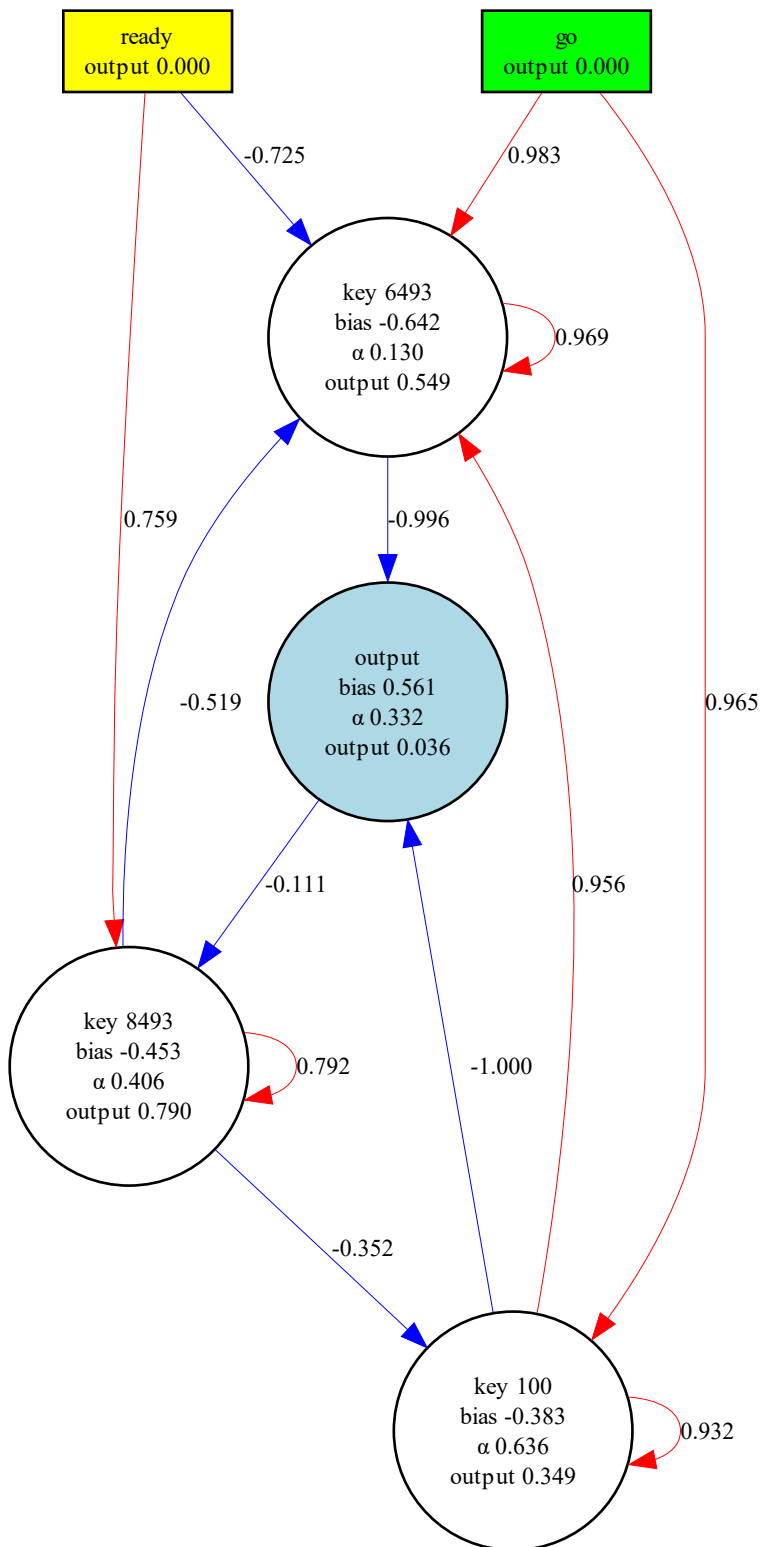 ready
output 0.000
go
output 0.000
-0.725
0.983
key 6493
bias -0.642
α 0.130
output 0.549
0.969
0.759
-0.996
output
bias 0.561
α 0.332
output 0.036
-0.519
0.965
-0.111
0.956
key 8493
bias -0.453
α 0.406
output 0.790
0.792
-1.000
-0.352
key 100
bias -0.383
α 0.636
output 0.349
0.932